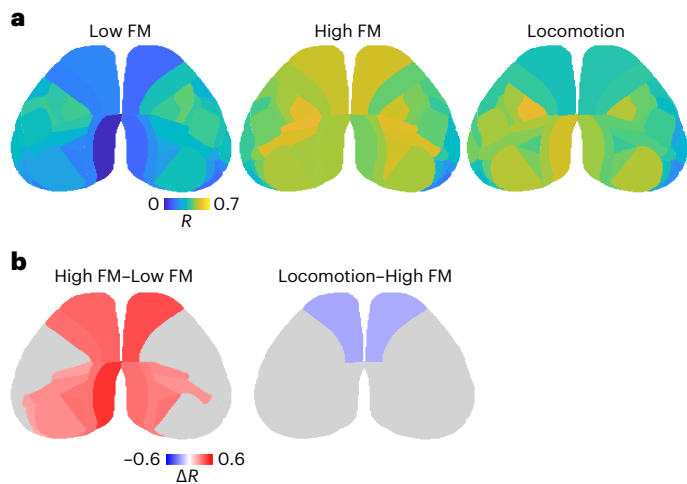 a
Low FM
High FM
Locomotion
0 0.7
R
b
High FM–Low FM
Locomotion–High FM
–0.6 0.6
ΔR